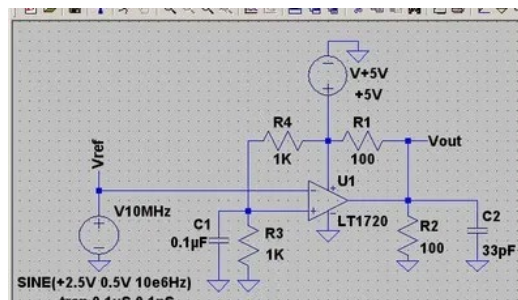 V+5V
+5V
R4
1K
R1
100
Vout
Vref
U1
LT1720
V10MHz
C1
0.1µF
R3
1K
R2
100
C2
33pF
SINE(+2.5V 0.5V 10e6Hz)